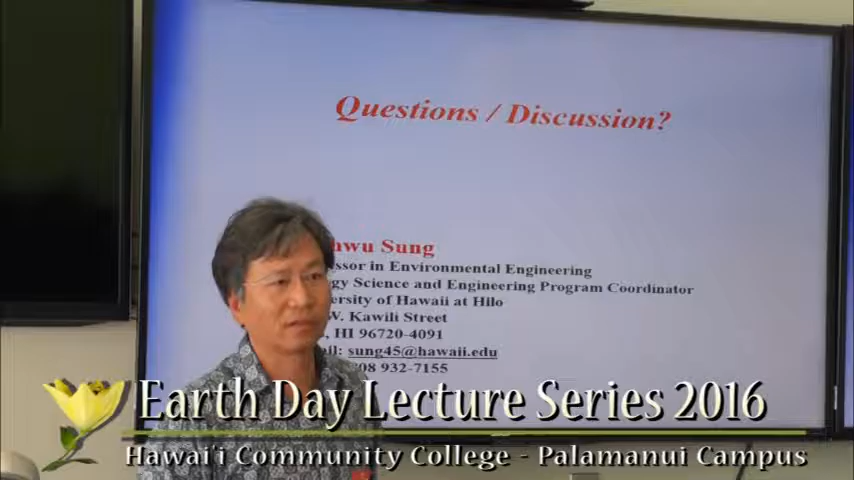 Questions / Discussion?
hwu Sung
ssor in Environmental Engineering
gy Science and Engineering Program Coordinator
ersity of Hawaii at Hilo
W. Kawili Street
, HI 96720-4091
il: sung45@hawaii.edu
08 932-7155
Earth Day Lecture Series 2016
Hawai'i Community College - Palamanui Campus